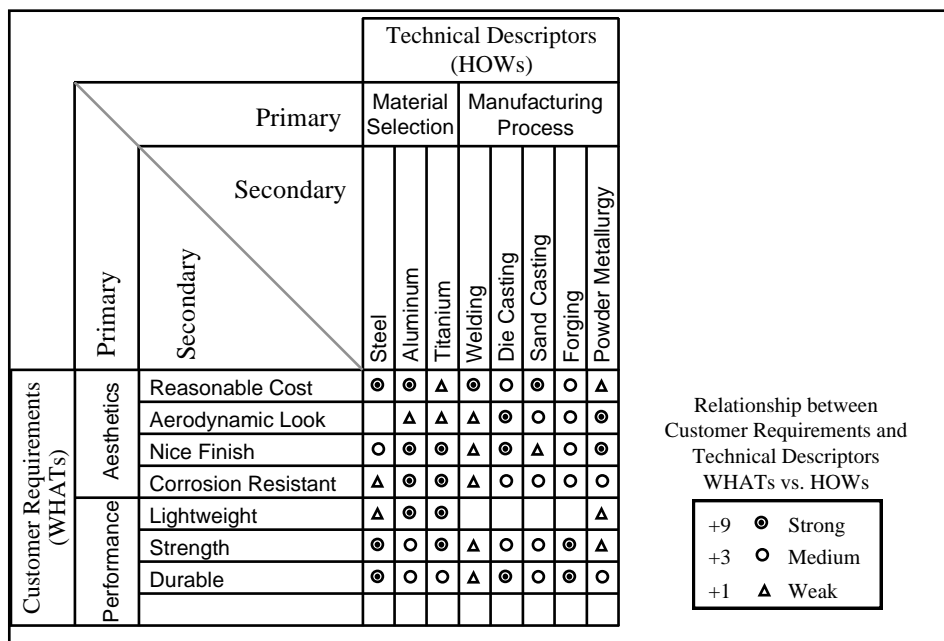 Technical Descriptors
(HOWs)
Primary
Material
Selection
Manufacturing
Process
Secondary
Primary
Secondary
Steel
Aluminum
Titanium
Welding
Die Casting
Sand Casting
Forging
Powder Metallurgy
Customer Requirements
(WHATs)
Aesthetics
Reasonable Cost
Aerodynamic Look
Nice Finish
Corrosion Resistant
Performance
Lightweight
Strength
Durable
Relationship between
Customer Requirements and
Technical Descriptors
WHATs vs. HOWs
+9 Strong
+3 Medium
+1 Weak